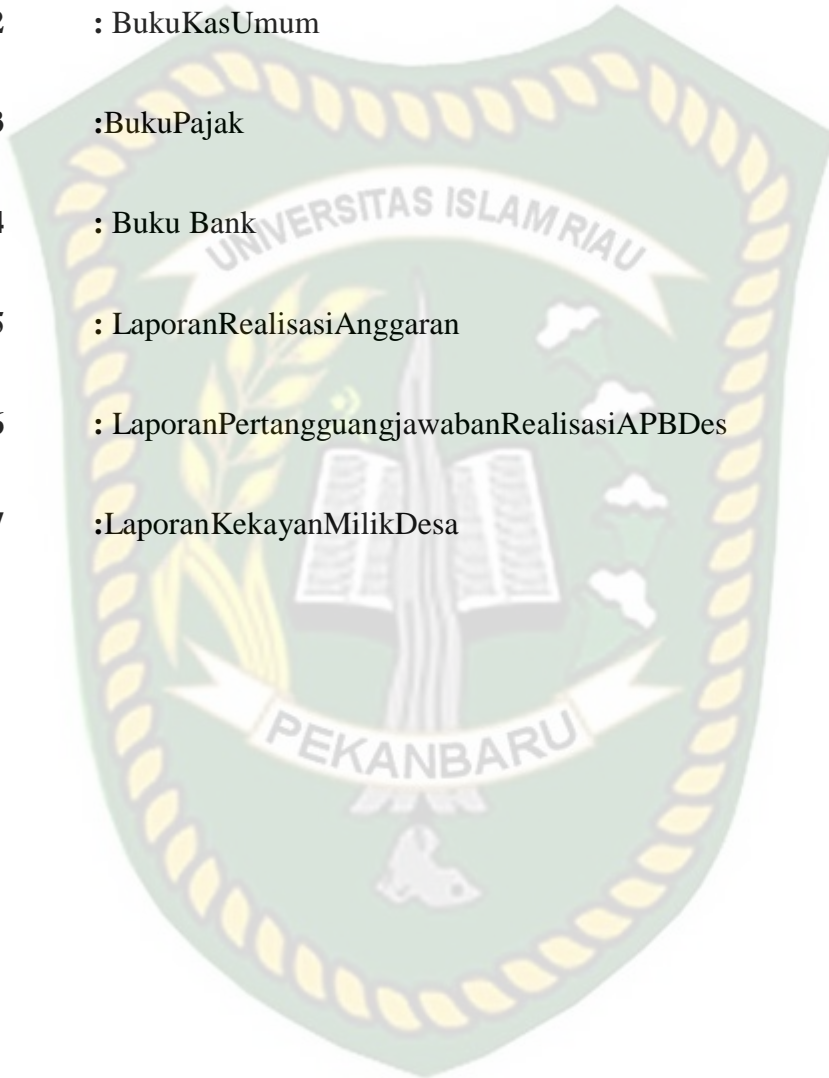 2 : BukuKasUmum
3 :BukuPajak
4 : Buku Bank
UNIVERSITAS ISLAM RIAU
5 : LaporanRealisasiAnggaran
6 : LaporanPertangguangjawabanRealisasiAPBDes
7 :LaporanKekayanMilikDesa
PEKANBARU